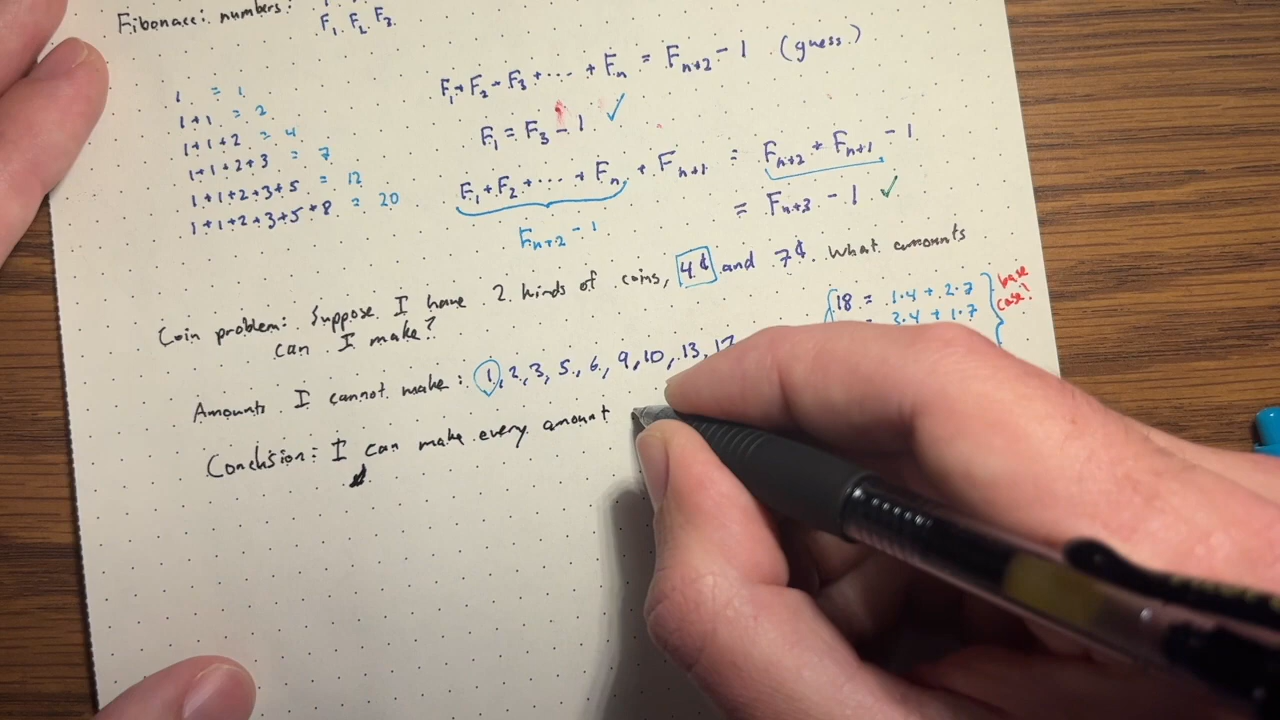 Fibonacci numbers:
F₁ F₂ F₃
1 = 1
1+1 = 2
1+1+2 = 4
1+1+2+3 = 7
1+1+2+3+5 = 12
1+1+2+3+5+8 = 20
F₁+F₂+F₃+⋯+Fₙ = Fₙ₊₂ - 1 (guess)
F₁ = F₃ - 1 ✓
F₁+F₂+⋯+Fₙ + Fₙ₊₁ = Fₙ₊₂ + Fₙ₊₁ - 1
Fₙ₊₂ - 1
= Fₙ₊₃ - 1 ✓
Coin problem: Suppose I have 2 kinds of coins, 4¢ and 7¢. What amounts
can I make?
18 = 1·4 + 2·7
= 3·4 + 1·7
base
case!
Amounts I cannot make: 1, 2, 3, 5, 6, 9, 10, 13, 17
Conclusion: I can make every amount